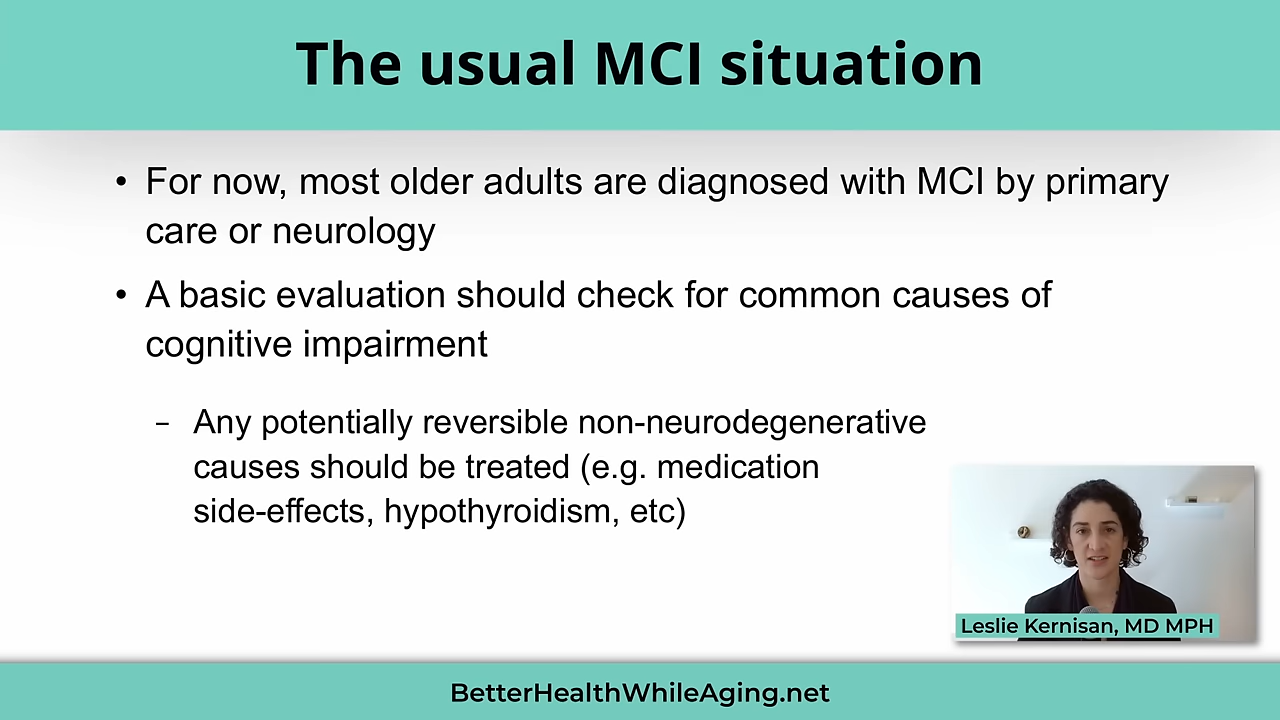 The usual MCI situation
• For now, most older adults are diagnosed with MCI by primary
care or neurology
• A basic evaluation should check for common causes of
cognitive impairment
– Any potentially reversible non-neurodegenerative
causes should be treated (e.g. medication
side-effects, hypothyroidism, etc)
Leslie Kernisan, MD MPH
BetterHealthWhileAging.net